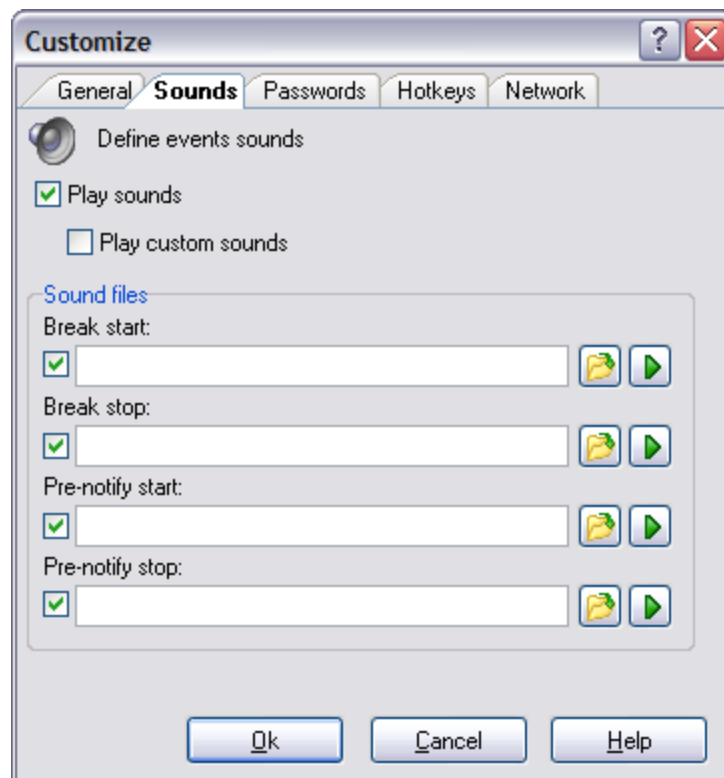 Customize
General Sounds Passwords Hotkeys Network
Define events sounds
Play sounds
Play custom sounds
Sound files
Break start:
Break stop:
Pre-notify start:
Pre-notify stop:
Ok Cancel Help